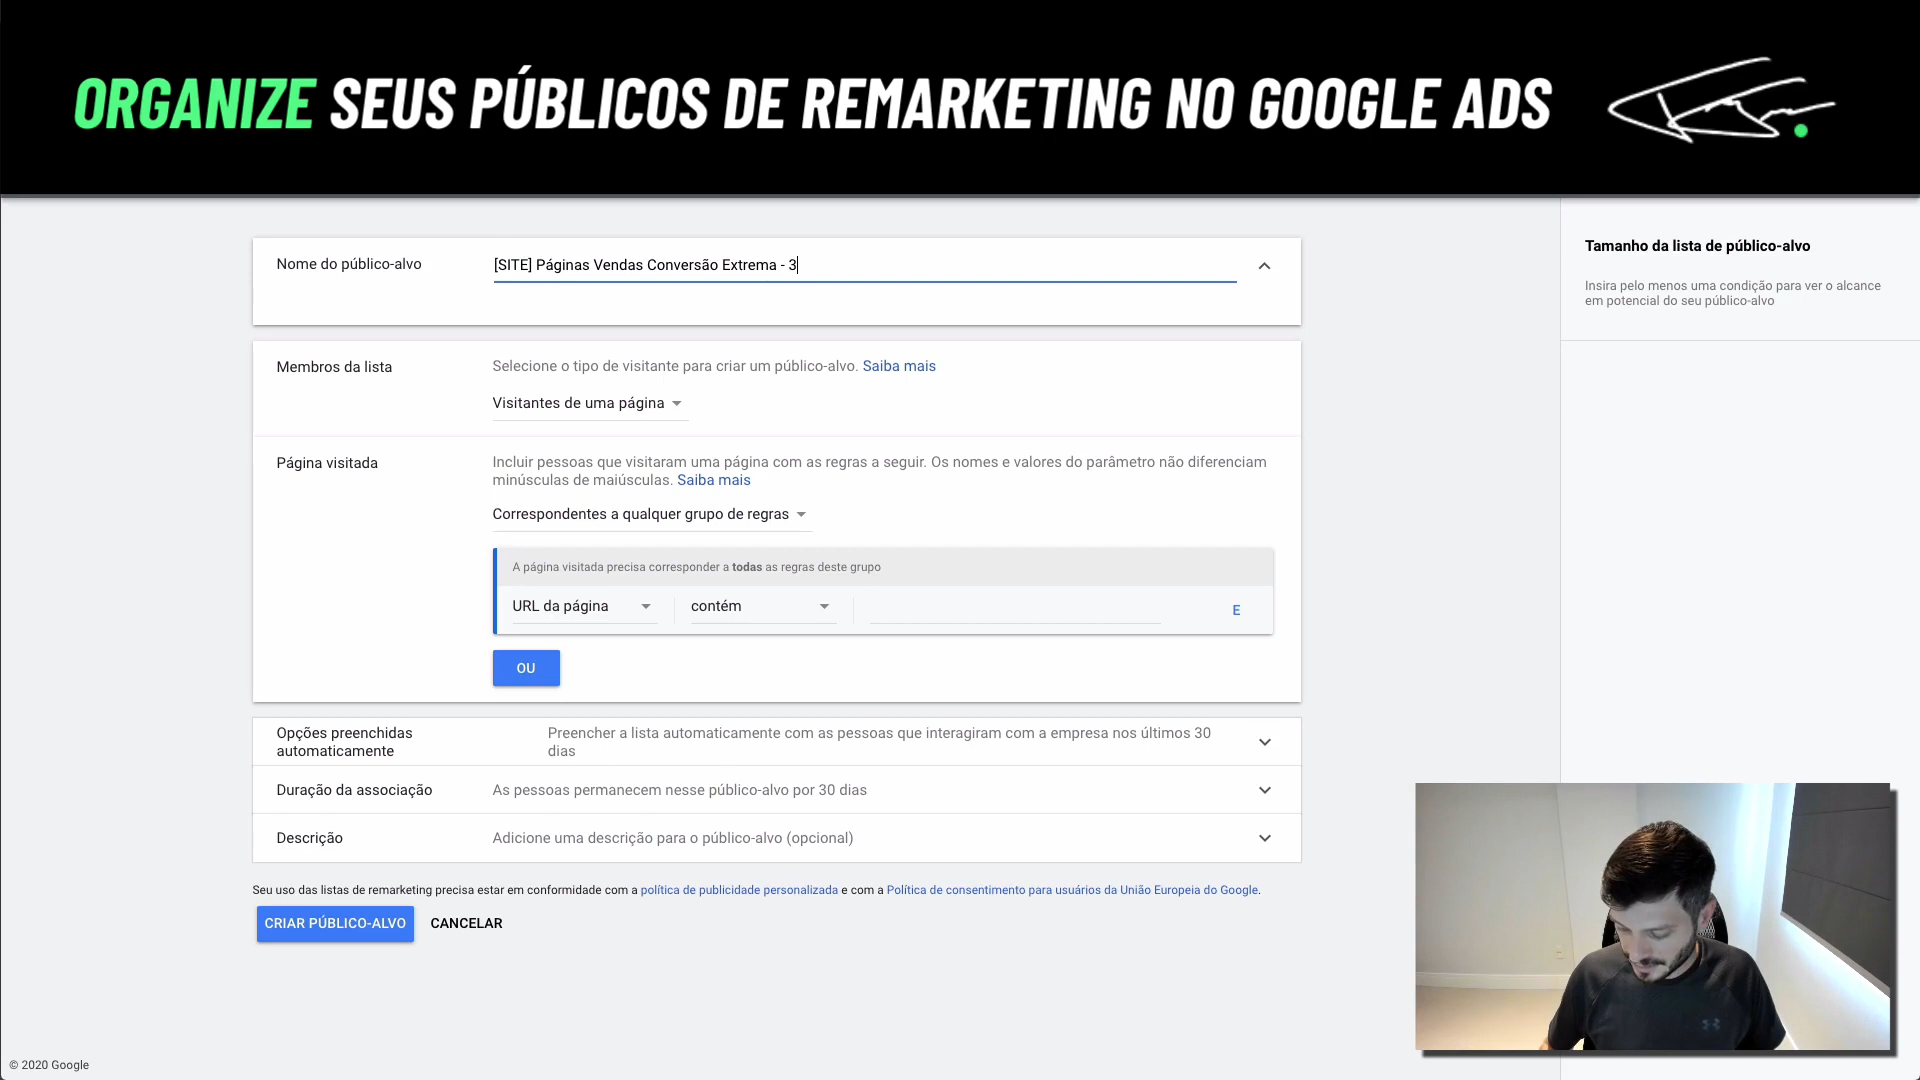 ORGANIZE SEUS PÚBLICOS DE REMARKETING NO GOOGLE ADS
Nome do público-alvo
[SITE] Páginas Vendas Conversão Extrema - 3
Membros da lista
Selecione o tipo de visitante para criar um público-alvo. Saiba mais
Visitantes de uma página
Página visitada
Incluir pessoas que visitaram uma página com as regras a seguir. Os nomes e valores do parâmetro não diferenciam
minúsculas de maiúsculas. Saiba mais
Correspondentes a qualquer grupo de regras
A página visitada precisa corresponder a todas as regras deste grupo
URL da página
contém
E
OU
Opções preenchidas
automaticamente
Preencher a lista automaticamente com as pessoas que interagiram com a empresa nos últimos 30
dias
Duração da associação
As pessoas permanecem nesse público-alvo por 30 dias
Descrição
Adicione uma descrição para o público-alvo (opcional)
Seu uso das listas de remarketing precisa estar em conformidade com a política de publicidade personalizada e com a Política de consentimento para usuários da União Europeia do Google.
CRIAR PÚBLICO-ALVO
CANCELAR
Tamanho da lista de público-alvo
Insira pelo menos uma condição para ver o alcance
em potencial do seu público-alvo
© 2020 Google